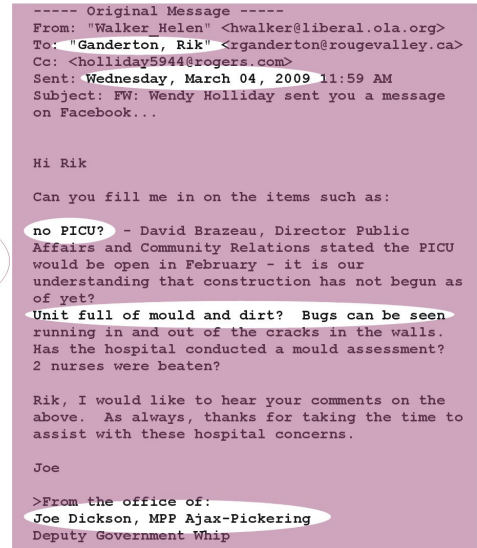 ----- Original Message -----
From: "Walker_Helen" <hwalker@liberal.ola.org>
To: "Ganderton, Rik" <rganderton@rougevalley.ca>
Cc: <holliday5944@rogers.com>
Sent: Wednesday, March 04, 2009 11:59 AM
Subject: FW: Wendy Holliday sent you a message
on Facebook...
Hi Rik
Can you fill me in on the items such as:
no PICU? - David Brazeau, Director Public
Affairs and Community Relations stated the PICU
would be open in February - it is our
understanding that construction has not begun as
of yet?
Unit full of mould and dirt? Bugs can be seen
running in and out of the cracks in the walls.
Has the hospital conducted a mould assessment?
2 nurses were beaten?
Rik, I would like to hear your comments on the
above. As always, thanks for taking the time to
assist with these hospital concerns.
Joe
>From the office of:
Joe Dickson, MPP Ajax-Pickering
Deputy Government Whip